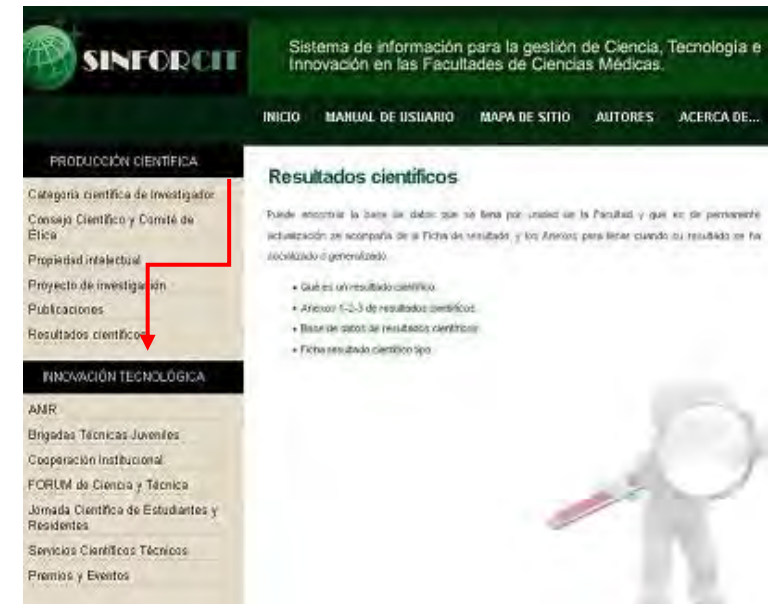 SINFORCIT
Sistema de información para la gestión de Ciencia, Tecnología e
Innovación en las Facultades de Ciencias Médicas.
INICIO MANUAL DE USUARIO MAPA DE SITIO AUTORES ACERCA DE...
PRODUCCIÓN CIENTÍFICA
Categoría científica de Investigador
Consejo Científico y Comité de
Ética
Propiedad intelectual
Proyecto de investigación
Publicaciones
Resultados científicos
INNOVACIÓN TECNOLÓGICA
ANIR
Brigadas Técnicas Juveniles
Cooperación Institucional
FORUM de Ciencia y Técnica
Jornada Científica de Estudiantes y
Residentes
Servicios Científicos Técnicos
Premios y Eventos
Resultados científicos
Puede encontrar la base de datos que se llena por unidad en la Facultad y que es de permanente
actualización se acompaña de la Ficha de resultado y los Anexos para llenar cuando su resultado se ha
socializado o generalizado.
• Qué es un resultado científico
• Anexos 1-2-3 de resultados científicos
• Base de datos de resultados científicos
• Ficha resultado científico tipo